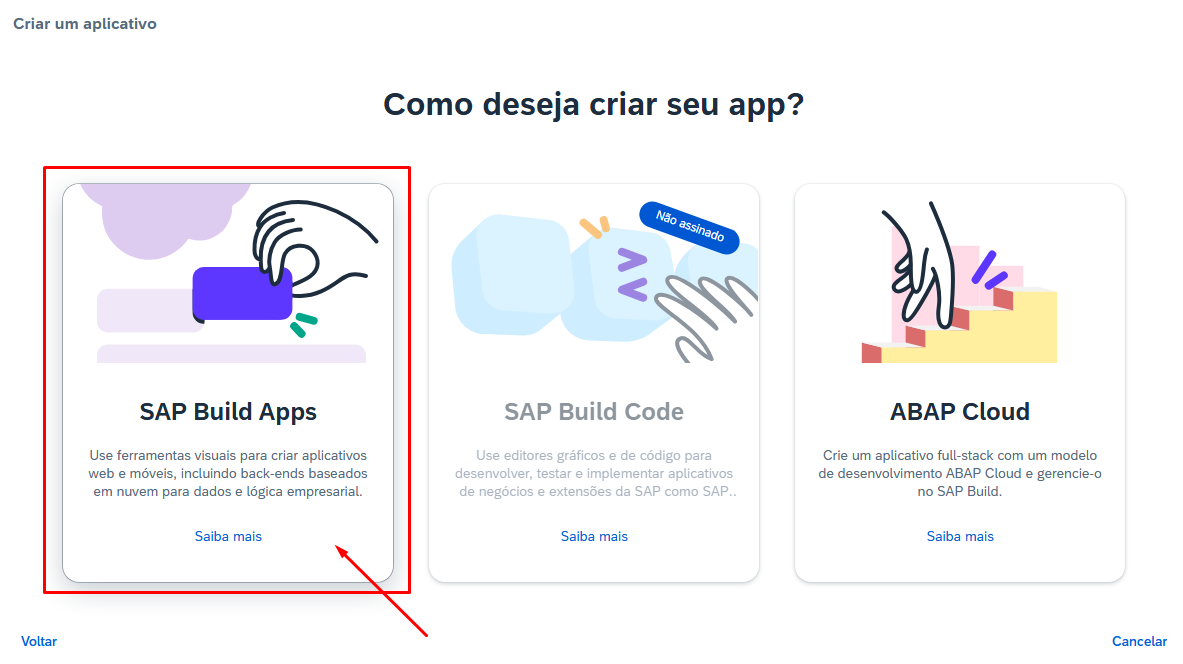 Criar um aplicativo
Como deseja criar seu app?
SAP Build Apps
Use ferramentas visuais para criar aplicativos
web e móveis, incluindo back-ends baseados
em nuvem para dados e lógica empresarial.
Saiba mais
Não assinado
SAP Build Code
Use editores gráficos e de código para
desenvolver, testar e implementar aplicativos
de negócios e extensões da SAP como SAP..
Saiba mais
ABAP Cloud
Crie um aplicativo full-stack com um modelo
de desenvolvimento ABAP Cloud e gerencie-o
no SAP Build.
Saiba mais
Voltar
Cancelar